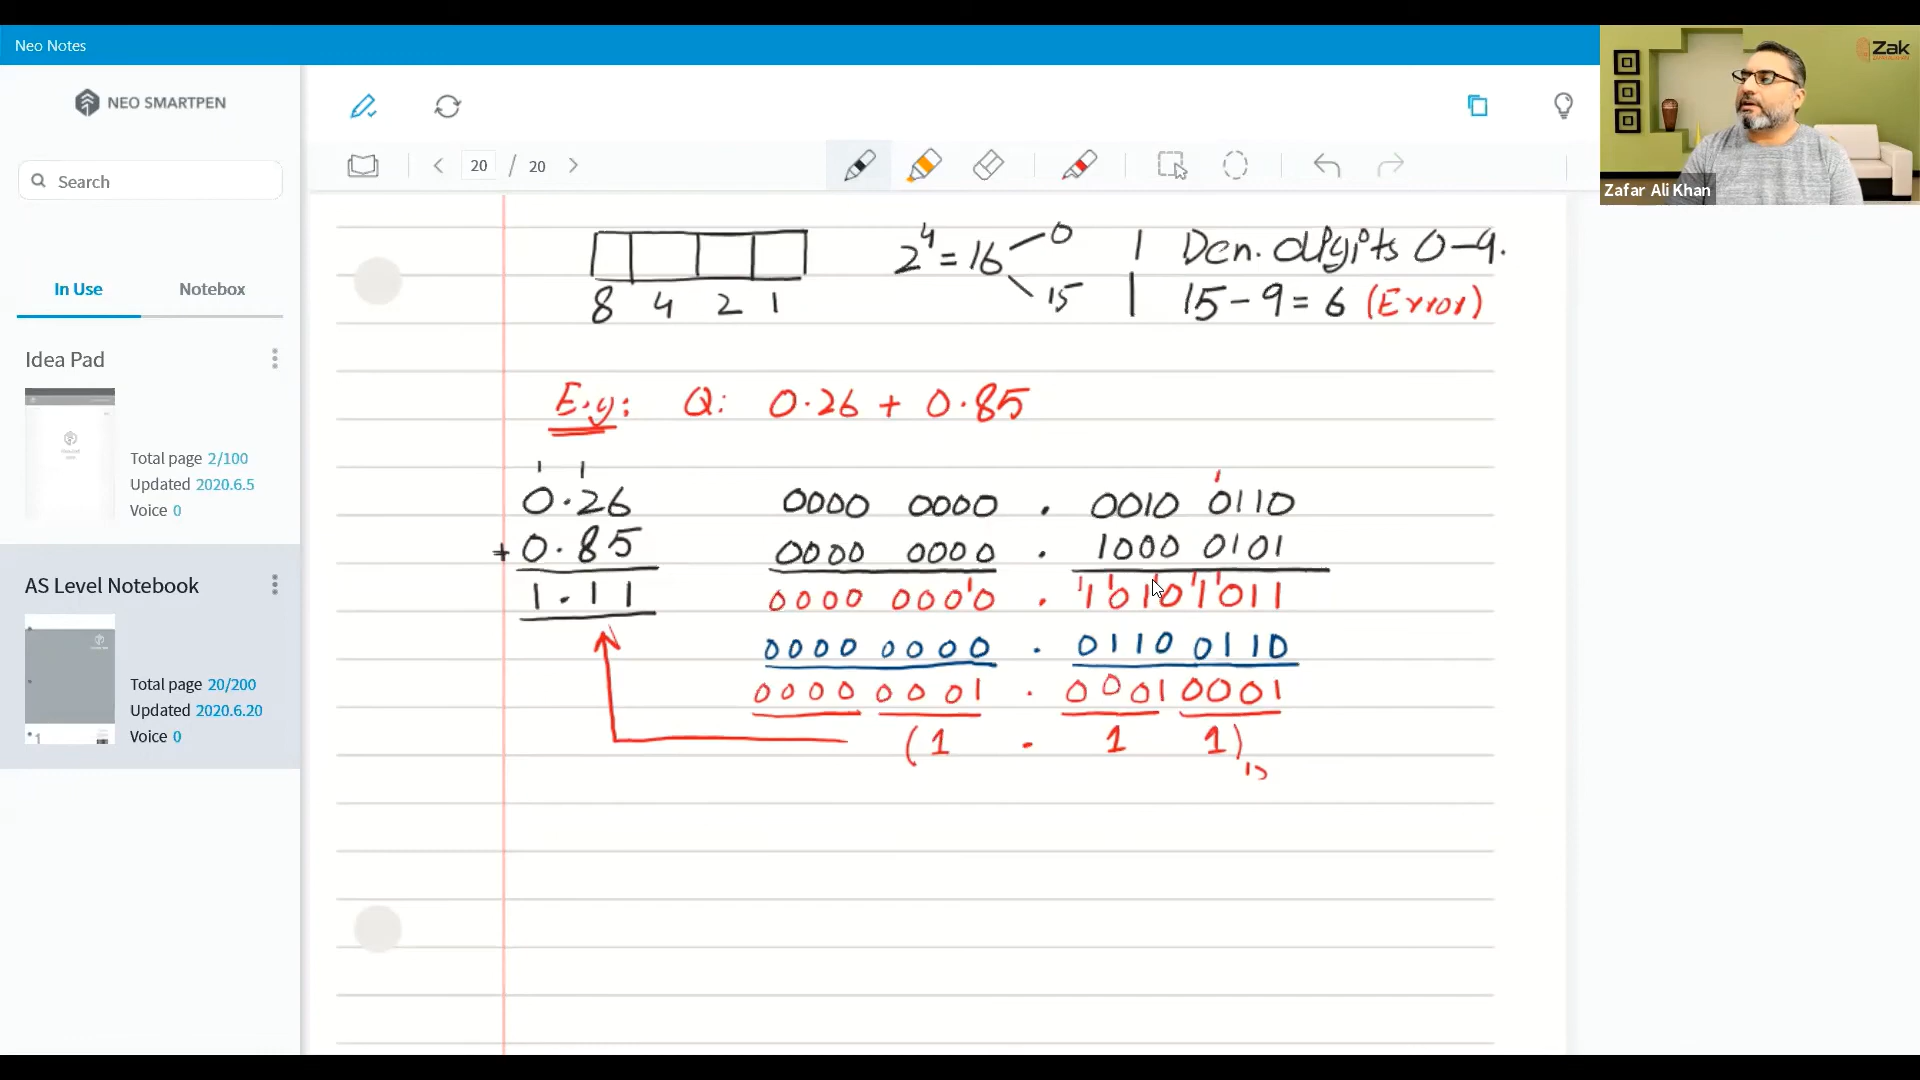 Neo Notes
Zak
NEO SMARTPEN
20 / 20
Search
Zafar Ali Khan
2⁴ = 16 0 15
8 4 2 1
Den. digits 0-9.
15 - 9 = 6 (Error)
In Use Notebox
Idea Pad
Total page 2/100
Updated 2020.6.5
Voice 0
E.g: Q: 0.26 + 0.85
1 1
0.26
+ 0.85
1.11
1
0000 0000 . 0010 0110
0000 0000 . 1000 0101
0000 0000 . 1010 1011
0000 0000 . 0110 0110
0000 0001 . 0001 0001
(1 . 1 1)
AS Level Notebook
Total page 20/200
Updated 2020.6.20
Voice 0